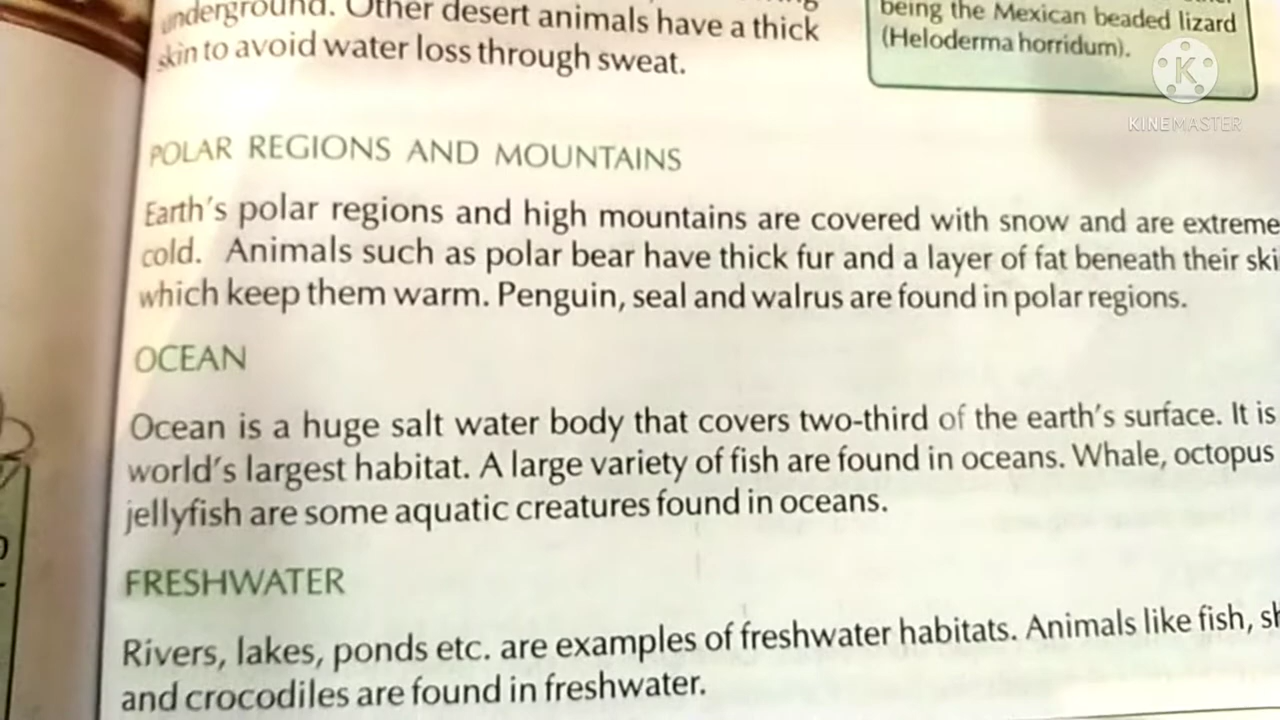 underground. Other desert animals have a thick
skin to avoid water loss through sweat.
being the Mexican beaded lizard
(Heloderma horridum).
K
KINEMASTER
POLAR REGIONS AND MOUNTAINS
Earth's polar regions and high mountains are covered with snow and are extreme
cold. Animals such as polar bear have thick fur and a layer of fat beneath their ski
which keep them warm. Penguin, seal and walrus are found in polar regions.
OCEAN
Ocean is a huge salt water body that covers two-third of the earth's surface. It is
world's largest habitat. A large variety of fish are found in oceans. Whale, octopus
jellyfish are some aquatic creatures found in oceans.
FRESHWATER
Rivers, lakes, ponds etc. are examples of freshwater habitats. Animals like fish,
and crocodiles are found in freshwater.